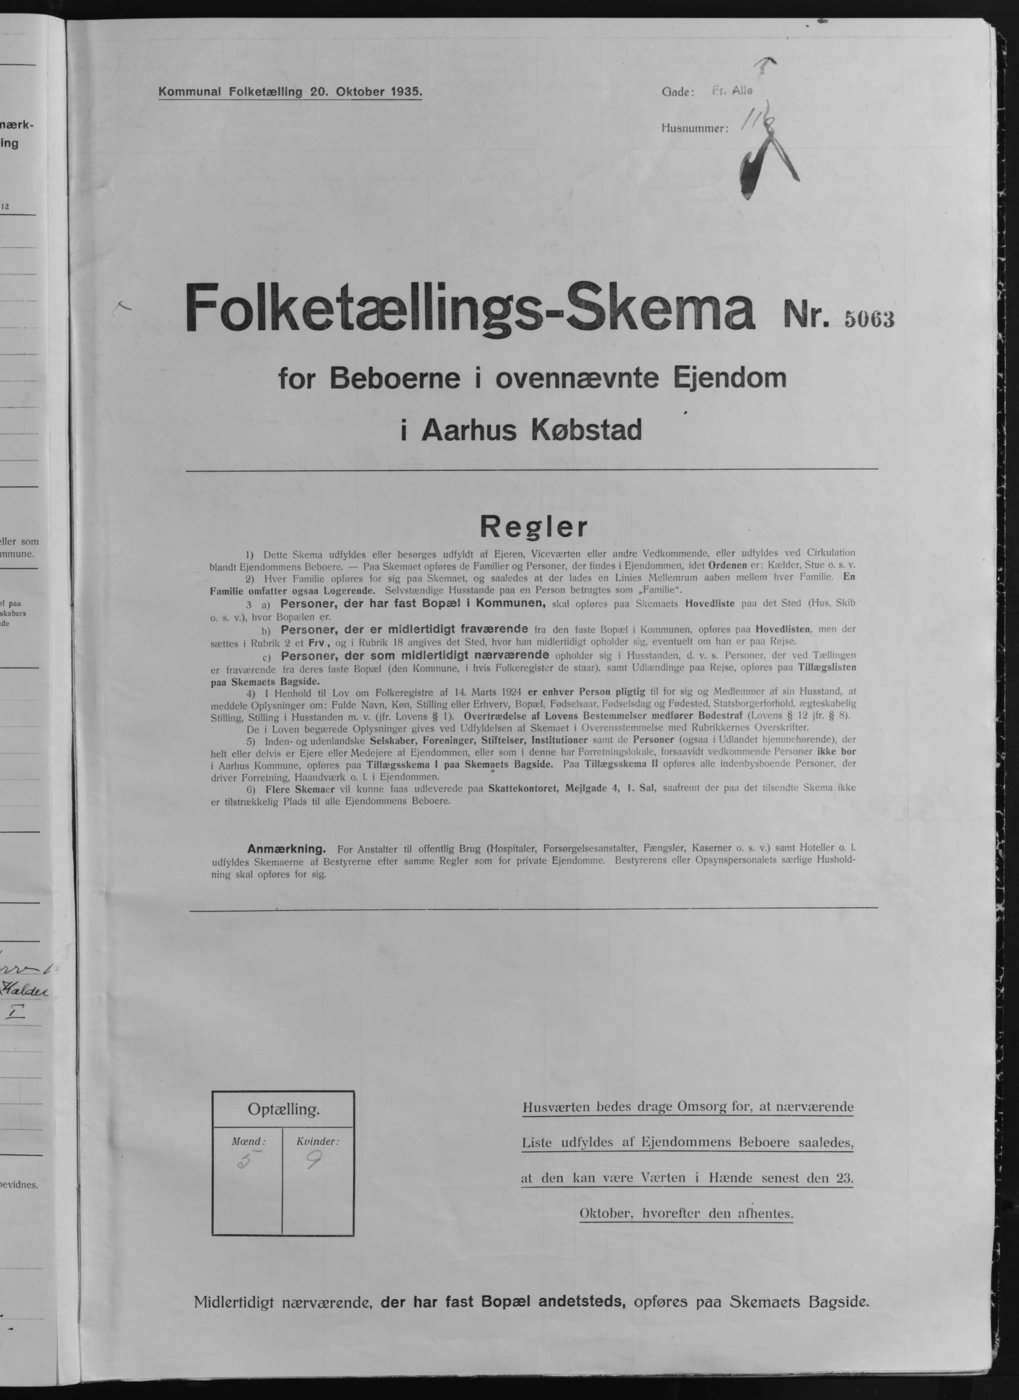 Kommunal Folketælling 20. Oktober 1935.
Gade: Fr. Alle
Husnummer: 116
Folketællings-Skema Nr. 5063
for Beboerne i ovennævnte Ejendom
i Aarhus Købstad
Regler
1) Dette Skema udfyldes eller besørges udfyldt af Ejeren, Viceværten eller andre Vedkommende, eller udfyldes ved Cirkulation
blandt Ejendommens Beboere. — Paa Skemaet opføres de Familier og Personer, der findes i Ejendommen, idet Ordenen er: Kælder, Stue o. s. v.
2) Hver Familie opføres for sig paa Skemaet, og saaledes at der lades en Linies Mellemrum aaben mellem hver Familie. En
Familie omfatter ogsaa Logerende. Selvstændige Husstande paa en Person betragtes som „Familie“.
3 a) Personer, der har fast Bopæl i Kommunen, skal opføres paa Skemaets Hovedliste paa det Sted (Hus, Skib
o. s. v.), hvor Bopælen er.
b) Personer, der er midlertidigt fraværende fra den faste Bopæl i Kommunen, opføres paa Hovedlisten, men der
sættes i Rubrik 2 et Frv, og i Rubrik 18 angives det Sted, hvor han midlertidigt opholder sig, eventuelt om han er paa Rejse.
c) Personer, der som midlertidigt nærværende opholder sig i Husstanden, d. v. s. Personer, der ved Tællingen
er fraværende fra deres faste Bopæl (den Kommune, i hvis Folkeregister de staar), samt Udlændinge paa Rejse, opføres paa Tillægslisten
paa Skemaets Bagside.
4) I Henhold til Lov om Folkeregistre af 14. Marts 1924 er enhver Person pligtig til for sig og Medlemmer af sin Husstand, at
meddele Oplysninger om: Fulde Navn, Køn, Stilling eller Erhverv, Bopæl, Fødselsaar, Fødselsdag og Fødested, Statsborgerforhold, ægteskabelig
Stilling, Stilling i Husstanden m. v. (jfr. Lovens § 1). Overtrædelse af Lovens Bestemmelser medfører Bødestraf (Lovens § 12 jfr. § 8).
De i Loven begærede Oplysninger gives ved Udfyldelsen af Skemaet i Overensstemmelse med Rubrikkernes Overskrifter.
5) Inden- og udenlandske Selskaber, Foreninger, Stiftelser, Institutioner samt de Personer (ogsaa i Udlandet hjemmehørende), der
helt eller delvis er Ejere eller Medejere af Ejendommen, eller som i denne har Forretningslokale, forsaavidt vedkommende Personer ikke bor
i Aarhus Kommune, opføres paa Tillægsskema I paa Skemaets Bagside. Paa Tillægsskema II opføres alle indenbysboende Personer, der
driver Forretning, Haandværk o. l. i Ejendommen.
6) Flere Skemaer vil kunne faas udleverede paa Skattekontoret, Mejlgade 4, 1. Sal, saafremt der paa det tilsendte Skema ikke
er tilstrækkelig Plads til alle Ejendommens Beboere.
Anmærkning. For Anstalter til offentlig Brug (Hospitaler, Forsørgelsesanstalter, Fængsler, Kaserner o. s. v.) samt Hoteller o. l.
udfyldes Skemaerne af Bestyrerne efter samme Regler som for private Ejendomme. Bestyrerens eller Opsynspersonalets særlige Hushold-
ning skal opføres for sig.
Optælling.
Mænd: Kvinder:
5 9
Husværten bedes drage Omsorg for, at nærværende
Liste udfyldes af Ejendommens Beboere saaledes,
at den kan være Værten i Hænde senest den 23.
Oktober, hvorefter den afhentes.
Midlertidigt nærværende, der har fast Bopæl andetsteds, opføres paa Skemaets Bagside.